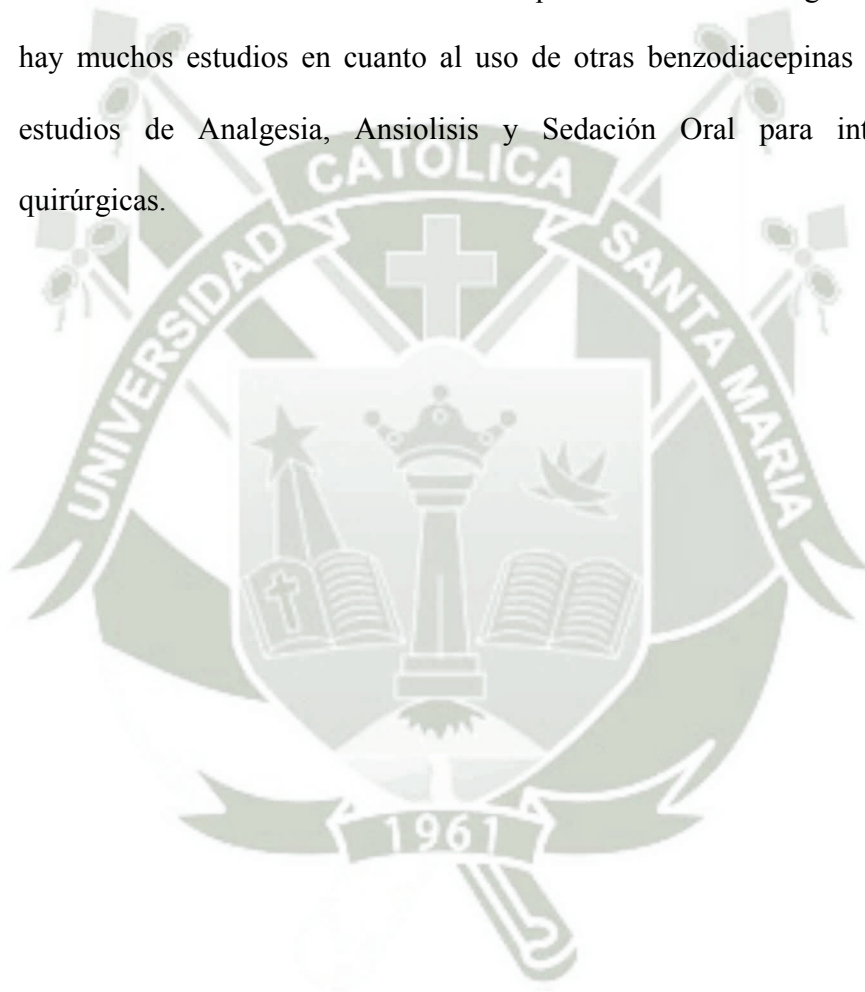 hay muchos estudios en cuanto al uso de otras benzodiacepinas
estudios de Analgesia, Ansiolisis y Sedación Oral para
quirúrgicas.
UNIVERSIDAD CATOLICA SANTA MARIA
1961